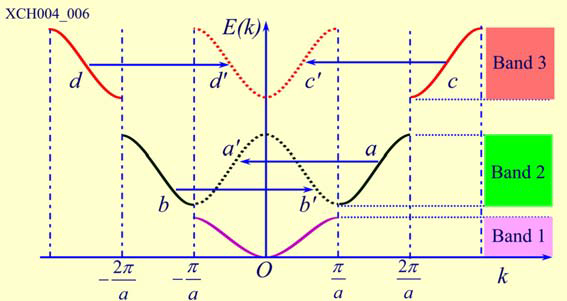 XCH004_006
E(k)
d
d'
c'
c
Band 3
a'
a
b
b'
Band 2
Band 1
-2π/a
-π/a
O
π/a
2π/a
k